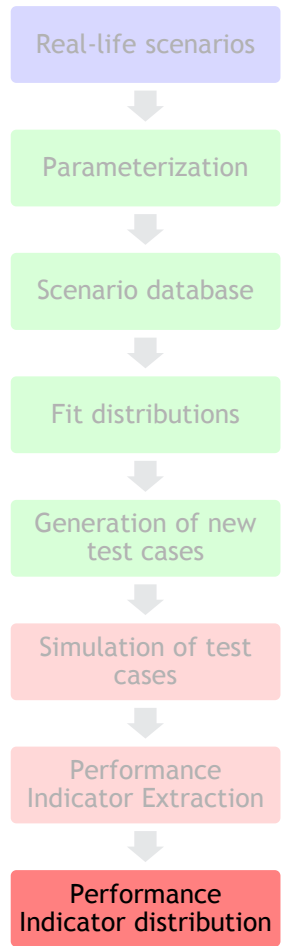 Real-life scenarios
Parameterization
Scenario database
Fit distributions
Generation of new
test cases
Simulation of test
cases
Performance
Indicator Extraction
Performance
Indicator distribution